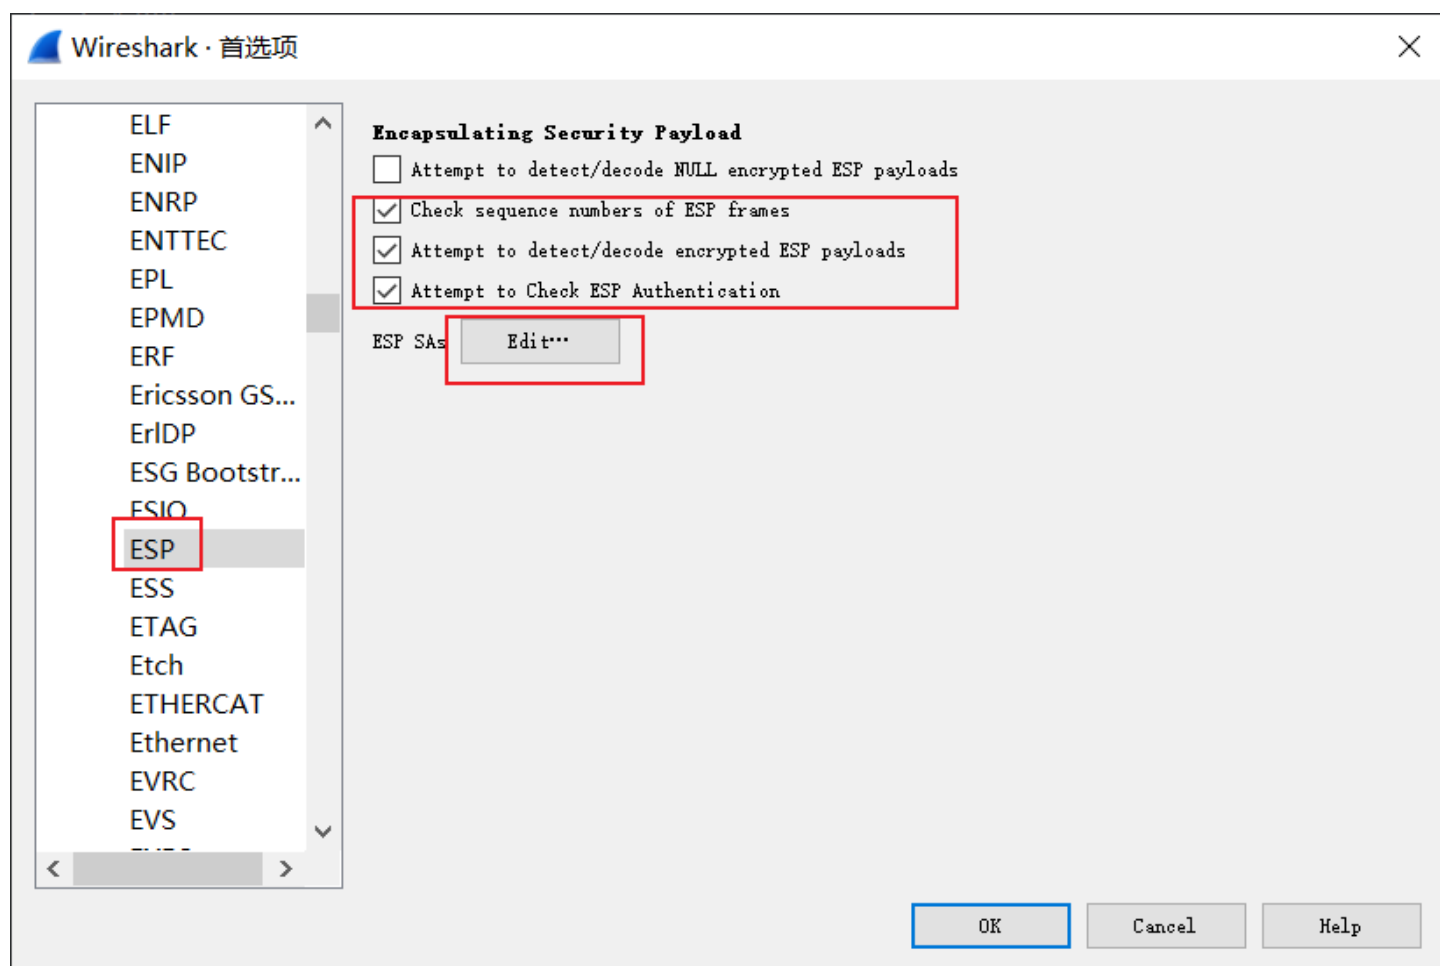 Wireshark · 首选项
ELF
ENIP
ENRP
ENTTEC
EPL
EPMD
ERF
Ericsson GS...
ErlDP
ESG Bootstr...
ESIO
ESP
ESS
ETAG
Etch
ETHERCAT
Ethernet
EVRC
EVS
Encapsulating Security Payload
Attempt to detect/decode NULL encrypted ESP payloads
Check sequence numbers of ESP frames
Attempt to detect/decode encrypted ESP payloads
Attempt to Check ESP Authentication
ESP SAs Edit…
OK Cancel Help